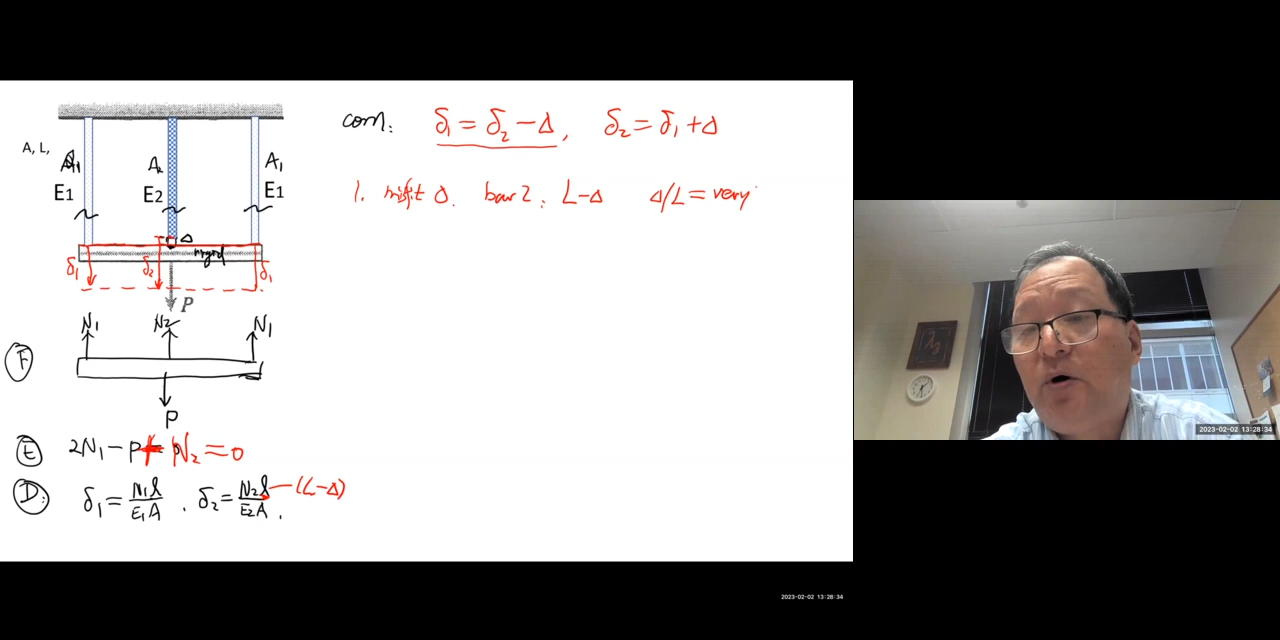 com: δ₁ = δ₂ − Δ, δ₂ = δ₁ + Δ
1. misfit Δ. bar 2: L−Δ Δ/L = very
A, L,
A₁ A₂ A₁
E1 E2 E1
Δ
rigid
δ₁ δ₂ δ₁
P
N₁ N₂ N₁
F
P
E 2N₁ − P + N₂ = 0
D: δ₁ = N₁l/E₁A , δ₂ = N₂l/E₂A . (L−Δ)
2023-02-02 13:28:34
2023-02-02 13:28:34